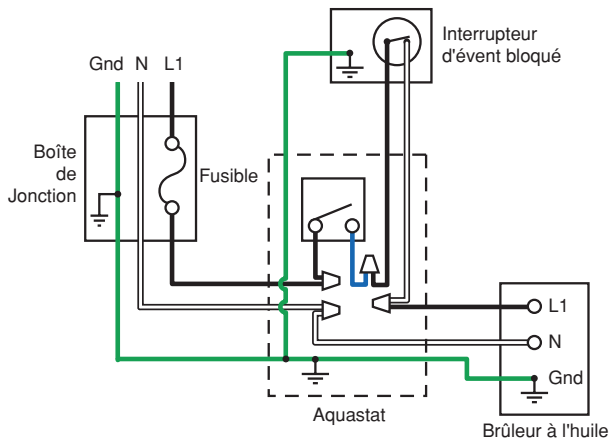 Interrupteur
d'évent bloqué
Gnd N L1
Boîte
de
Jonction
Fusible
L1
N
Gnd
Aquastat
Brûleur à l'huile